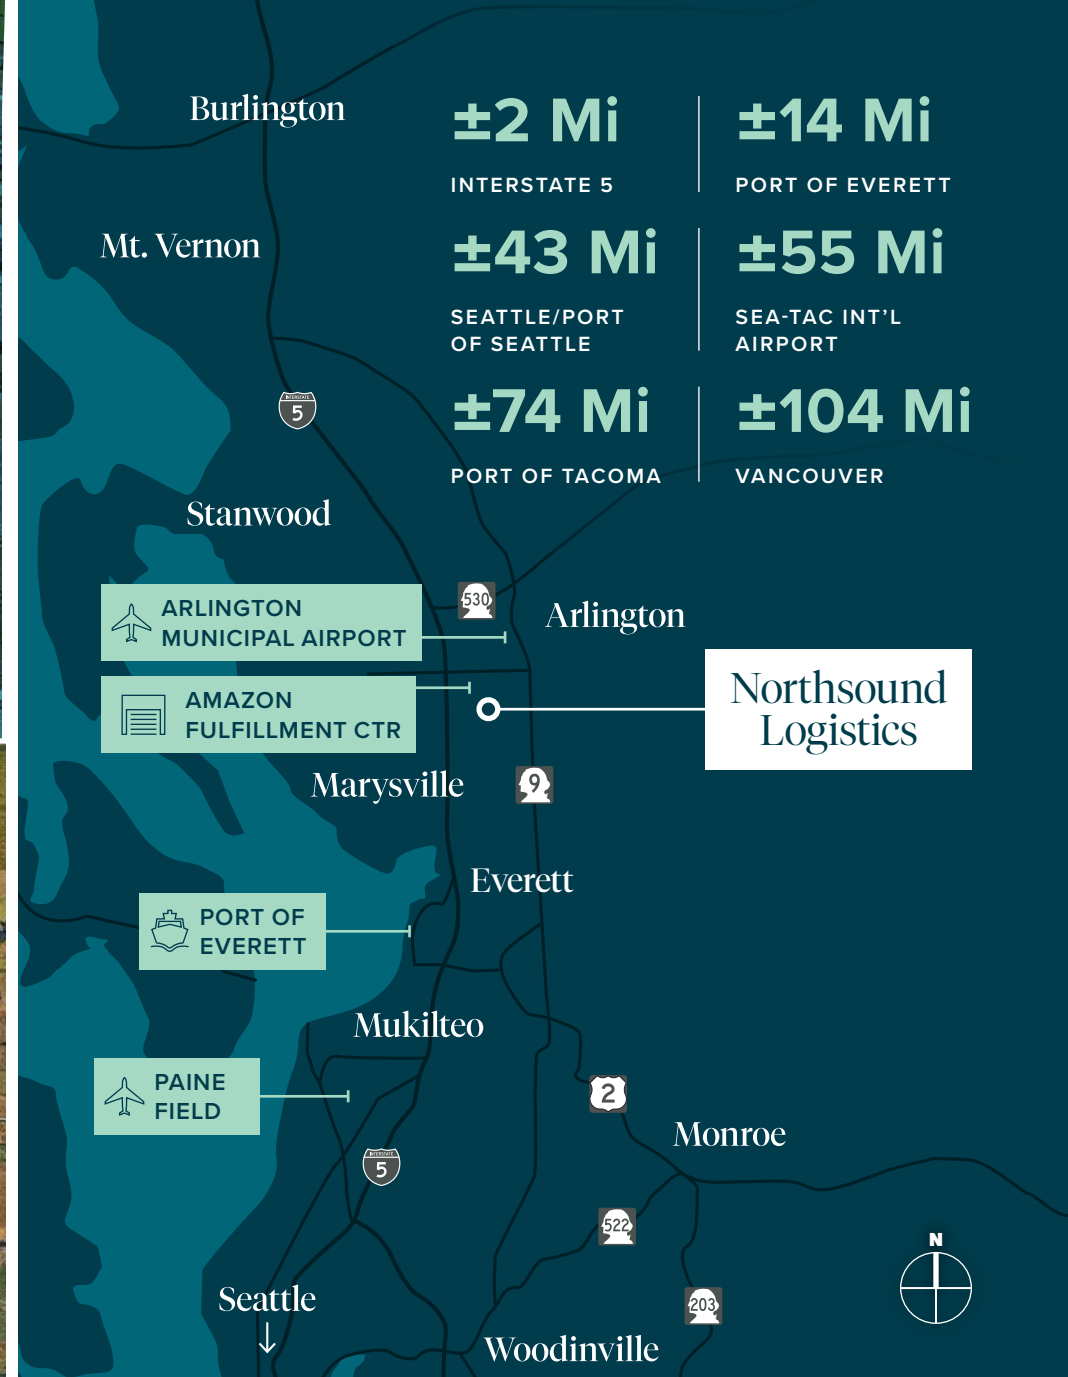 Burlington
Mt. Vernon
±2 Mi
INTERSTATE 5
±14 Mi
PORT OF EVERETT
±43 Mi
SEATTLE/PORT
OF SEATTLE
±55 Mi
SEA-TAC INT'L
AIRPORT
±74 Mi
PORT OF TACOMA
±104 Mi
VANCOUVER
INTERSTATE
5
Stanwood
ARLINGTON
MUNICIPAL AIRPORT
530
Arlington
AMAZON
FULFILLMENT CTR
Northsound
Logistics
Marysville
9
Everett
PORT OF
EVERETT
Mukilteo
PAINE
FIELD
2
Monroe
INTERSTATE
5
522
N
203
Seattle
Woodinville